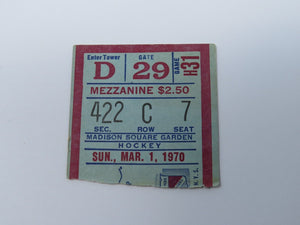 Enter Tower GATE GAME
D 29 H31
MEZZANINE $2.50
422 C 7
SEC. ROW SEAT
MADISON SQUARE GARDEN
HOCKEY
SUN., MAR. 1, 1970